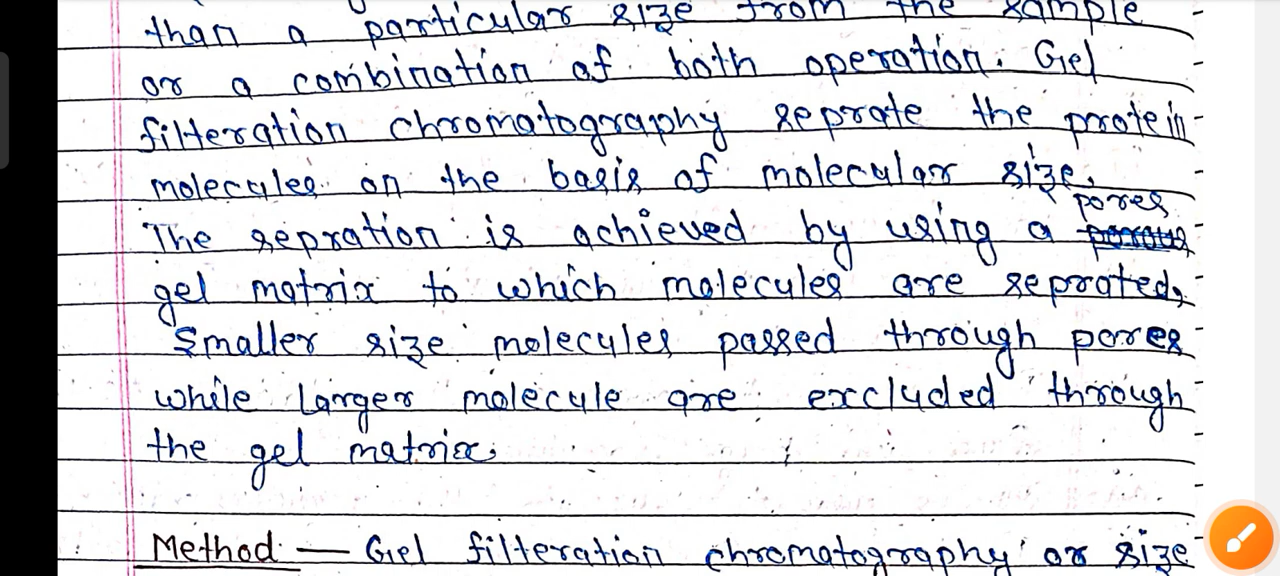 than a particular size from the sample
or a combination of both operation. Gel
filteration chromatography seprate the protein
molecules on the basis of molecular size.
pores
The sepration is achieved by using a
gel matrix to which molecules are seprated.
Smaller size molecules passed through pores
while larger molecule are excluded through
the gel matrix.
Method — Gel filteration chromatography or size